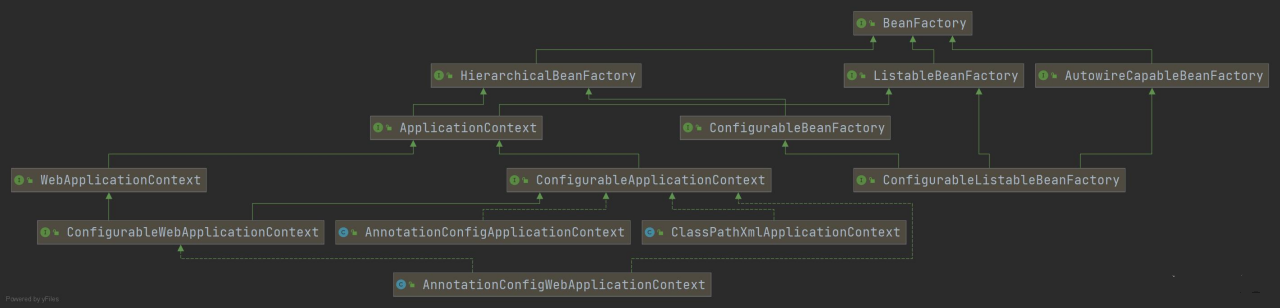 BeanFactory
HierarchicalBeanFactory
ListableBeanFactory
AutowireCapableBeanFactory
ApplicationContext
ConfigurableBeanFactory
WebApplicationContext
ConfigurableApplicationContext
ConfigurableListableBeanFactory
ConfigurableWebApplicationContext
AnnotationConfigApplicationContext
ClassPathXmlApplicationContext
AnnotationConfigWebApplicationContext
Powered by yFiles